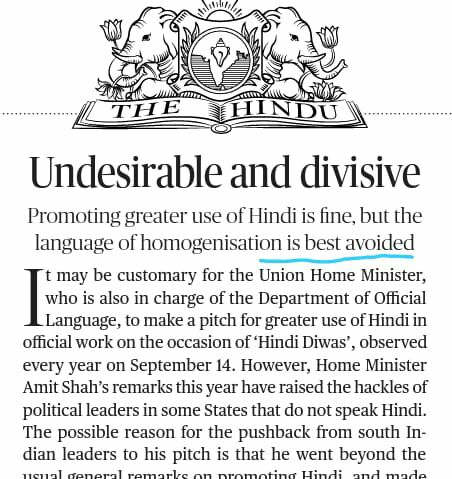 THE HINDU
Undesirable and divisive
Promoting greater use of Hindi is fine, but the
language of homogenisation is best avoided
It may be customary for the Union Home Minister,
who is also in charge of the Department of Official
Language, to make a pitch for greater use of Hindi in
official work on the occasion of ‘Hindi Diwas’, observed
every year on September 14. However, Home Minister
Amit Shah’s remarks this year have raised the hackles of
political leaders in some States that do not speak Hindi.
The possible reason for the pushback from south In-
dian leaders to his pitch is that he went beyond the
usual general remarks on promoting Hindi, and made